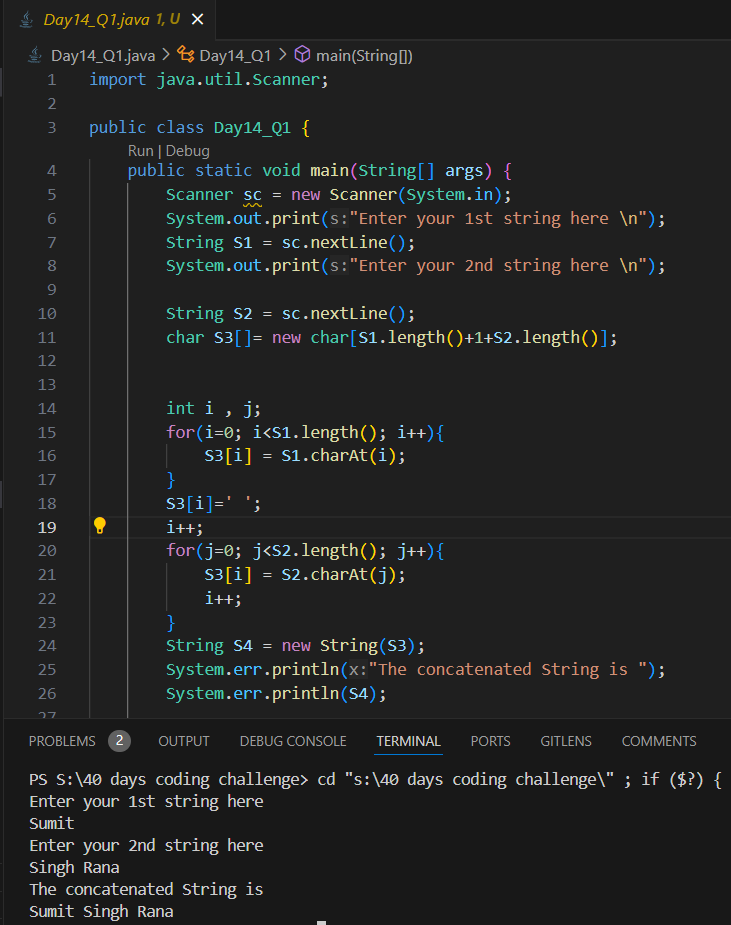 Day14_Q1.java 1, U ×
Day14_Q1.java > Day14_Q1 > main(String[])
1 import java.util.Scanner;
2
3 public class Day14_Q1 {
Run | Debug
4 public static void main(String[] args) {
5 Scanner sc = new Scanner(System.in);
6 System.out.print(s:"Enter your 1st string here \n");
7 String S1 = sc.nextLine();
8 System.out.print(s:"Enter your 2nd string here \n");
9
10 String S2 = sc.nextLine();
11 char S3[]= new char[S1.length()+1+S2.length()];
12
13
14 int i , j;
15 for(i=0; i<S1.length(); i++){
16 S3[i] = S1.charAt(i);
17 }
18 S3[i]=' ';
19 i++;
20 for(j=0; j<S2.length(); j++){
21 S3[i] = S2.charAt(j);
22 i++;
23 }
24 String S4 = new String(S3);
25 System.err.println(x:"The concatenated String is ");
26 System.err.println(S4);
27
PROBLEMS 2 OUTPUT DEBUG CONSOLE TERMINAL PORTS GITLENS COMMENTS
PS S:\40 days coding challenge> cd "s:\40 days coding challenge\" ; if ($?) {
Enter your 1st string here
Sumit
Enter your 2nd string here
Singh Rana
The concatenated String is
Sumit Singh Rana